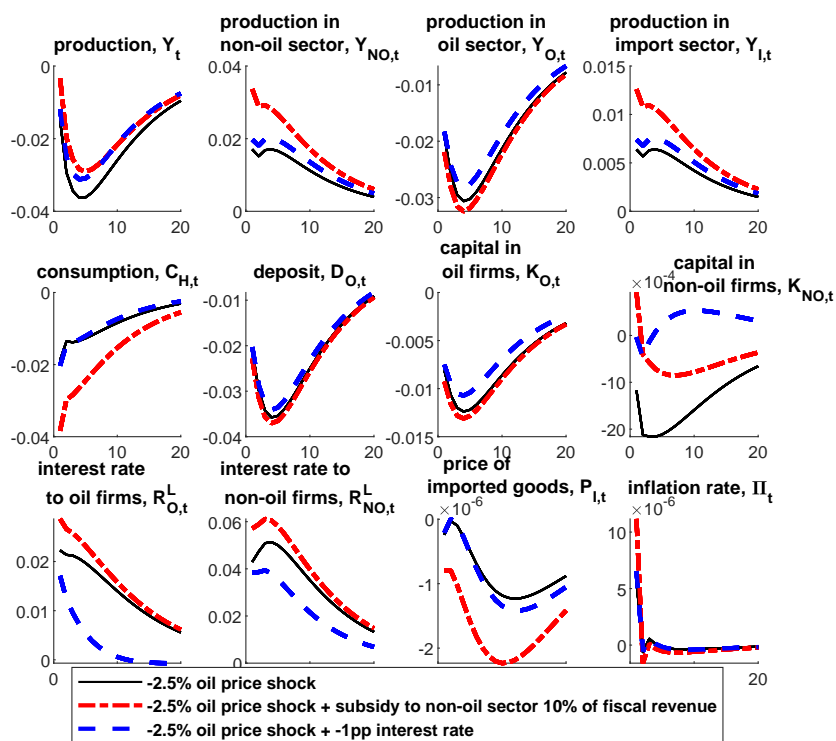 production, Y_t
production in
non-oil sector, Y_NO,t
production in
oil sector, Y_O,t
production in
import sector, Y_I,t
0
-0.02
-0.04
0 10 20
0.04
0.02
0
0 10 20
-0.01
-0.02
-0.03
0 10 20
0.015
0.01
0.005
0
0 10 20
consumption, C_H,t
deposit, D_O,t
capital in
oil firms, K_O,t
capital in
non-oil firms, K_NO,t
0
-0.02
-0.04
0 10 20
-0.01
-0.02
-0.03
-0.04
0 10 20
0
-0.005
-0.01
-0.015
0 10 20
×10^-4
0
-10
-20
0 20
interest rate
to oil firms, R^L_O,t
interest rate to
non-oil firms, R^L_NO,t
price of
imported goods, P_I,t
inflation rate, Π_t
0.02
0.01
0
0
0.06
0.04
0.02
0
×10^-6
0
-1
-2
×10^-6
10
5
0
20
-2.5% oil price shock
-2.5% oil price shock + subsidy to non-oil sector 10% of fiscal revenue
-2.5% oil price shock + -1pp interest rate